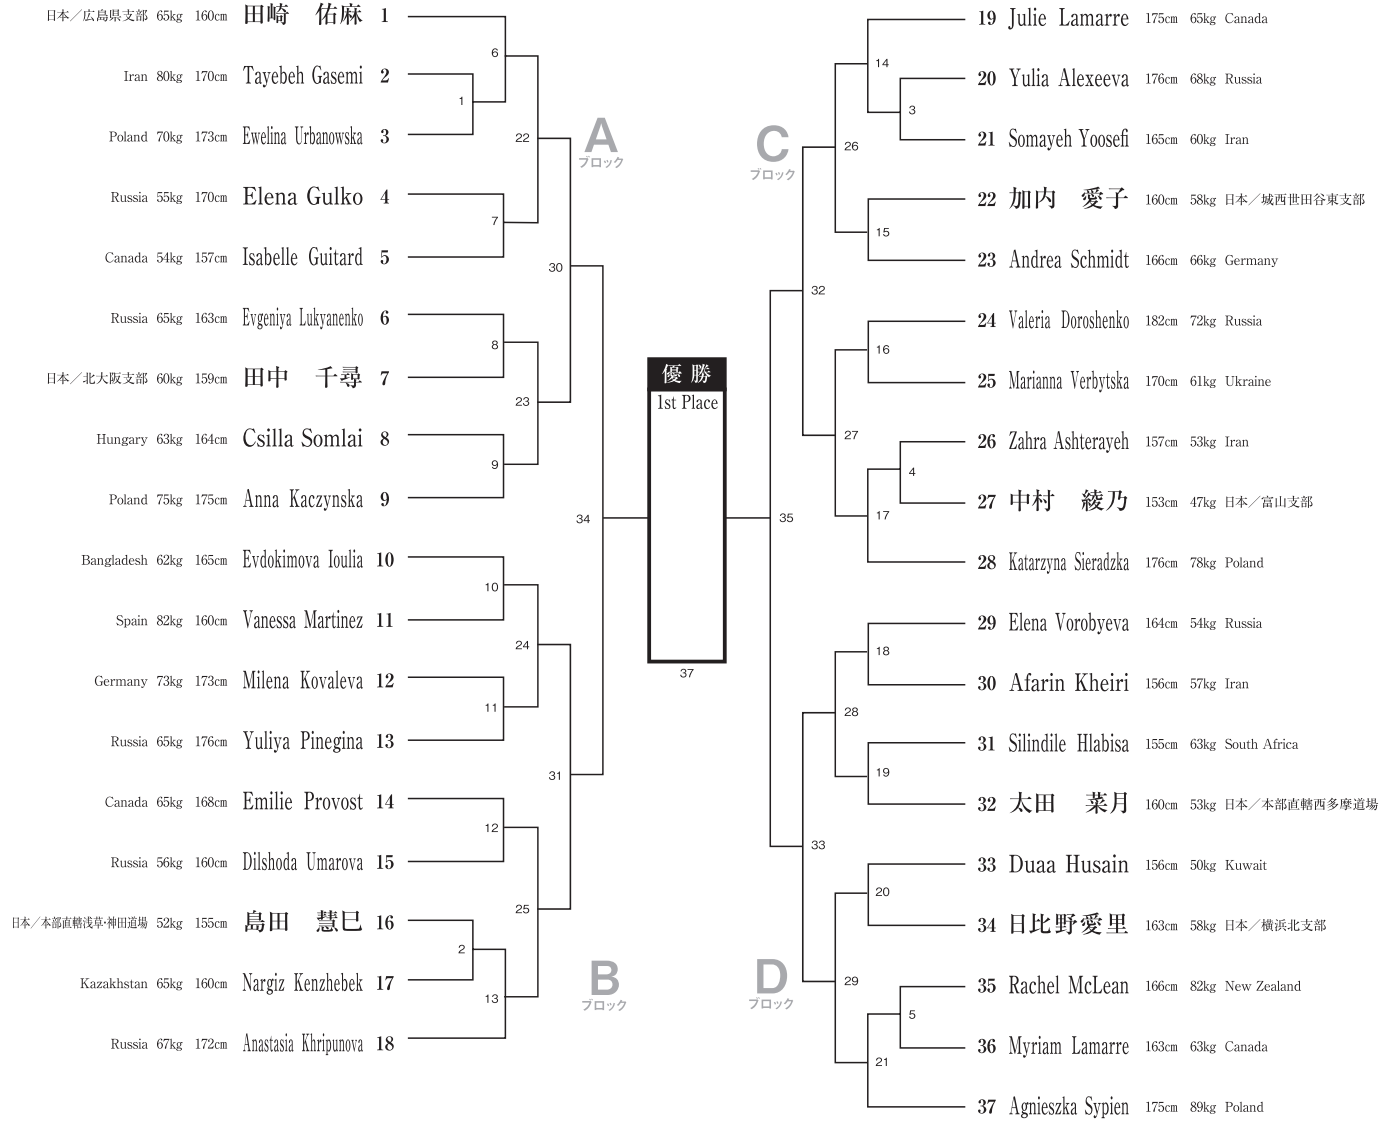 日本／広島県支部 65kg 160cm 田崎　佑麻 1
Iran 80kg 170cm Tayebeh Gasemi 2
Poland 70kg 173cm Ewelina Urbanowska 3
Russia 55kg 170cm Elena Gulko 4
Canada 54kg 157cm Isabelle Guitard 5
Russia 65kg 163cm Evgeniya Lukyanenko 6
日本／北大阪支部 60kg 159cm 田中　千尋 7
Hungary 63kg 164cm Csilla Somlai 8
Poland 75kg 175cm Anna Kaczynska 9
Bangladesh 62kg 165cm Evdokimova Ioulia 10
Spain 82kg 160cm Vanessa Martinez 11
Germany 73kg 173cm Milena Kovaleva 12
Russia 65kg 176cm Yuliya Pinegina 13
Canada 65kg 168cm Emilie Provost 14
Russia 56kg 160cm Dilshoda Umarova 15
日本／本部直轄浅草・神田道場 52kg 155cm 島田　慧巳 16
Kazakhstan 65kg 160cm Nargiz Kenzhebek 17
Russia 67kg 172cm Anastasia Khripunova 18
6
1
22
7
30
8
23
9
34
10
24
11
31
12
25
2
13
A
ブロック
B
ブロック
優勝
1st Place
37
C
ブロック
D
ブロック
14
3
26
15
32
16
27
4
17
35
18
28
19
33
20
29
5
21
19 Julie Lamarre 175cm 65kg Canada
20 Yulia Alexeeva 176cm 68kg Russia
21 Somayeh Yoosefi 165cm 60kg Iran
22 加内　愛子 160cm 58kg 日本／城西世田谷東支部
23 Andrea Schmidt 166cm 66kg Germany
24 Valeria Doroshenko 182cm 72kg Russia
25 Marianna Verbytska 170cm 61kg Ukraine
26 Zahra Ashterayeh 157cm 53kg Iran
27 中村　綾乃 153cm 47kg 日本／富山支部
28 Katarzyna Sieradzka 176cm 78kg Poland
29 Elena Vorobyeva 164cm 54kg Russia
30 Afarin Kheiri 156cm 57kg Iran
31 Silindile Hlabisa 155cm 63kg South Africa
32 太田　菜月 160cm 53kg 日本／本部直轄西多摩道場
33 Duaa Husain 156cm 50kg Kuwait
34 日比野愛里 163cm 58kg 日本／横浜北支部
35 Rachel McLean 166cm 82kg New Zealand
36 Myriam Lamarre 163cm 63kg Canada
37 Agnieszka Sypien 175cm 89kg Poland